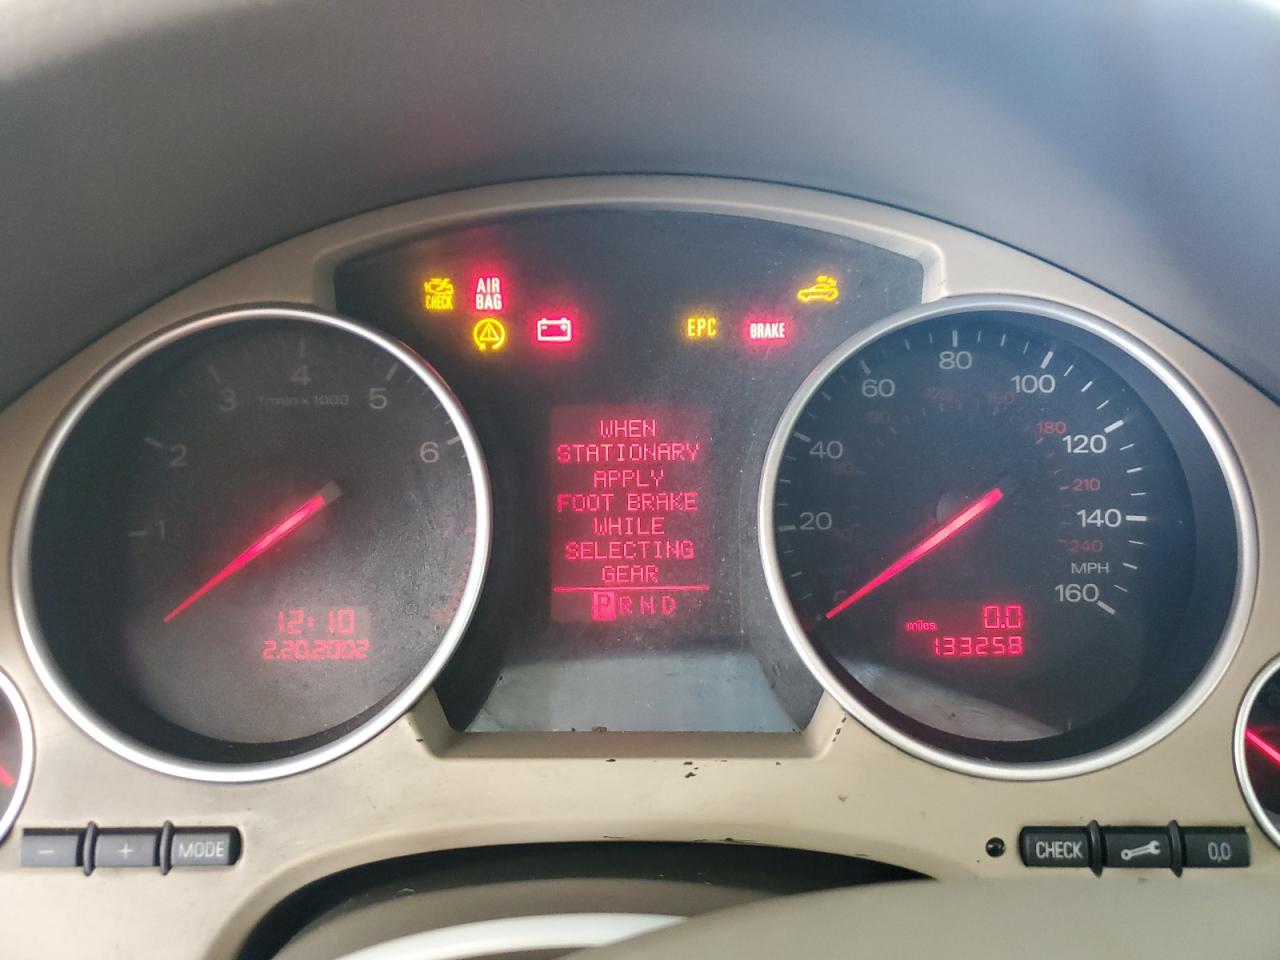 CHECK
AIR
BAG
EPC
BRAKE
1
2
3
4
5
6
1/min x 1000
12:10
2.20.2002
WHEN
STATIONARY
APPLY
FOOT BRAKE
WHILE
SELECTING
GEAR
P R N D
20
40
60
80
100
120
140
160
MPH
180
210
240
miles
0.0
133258
- + MODE
CHECK 0,0